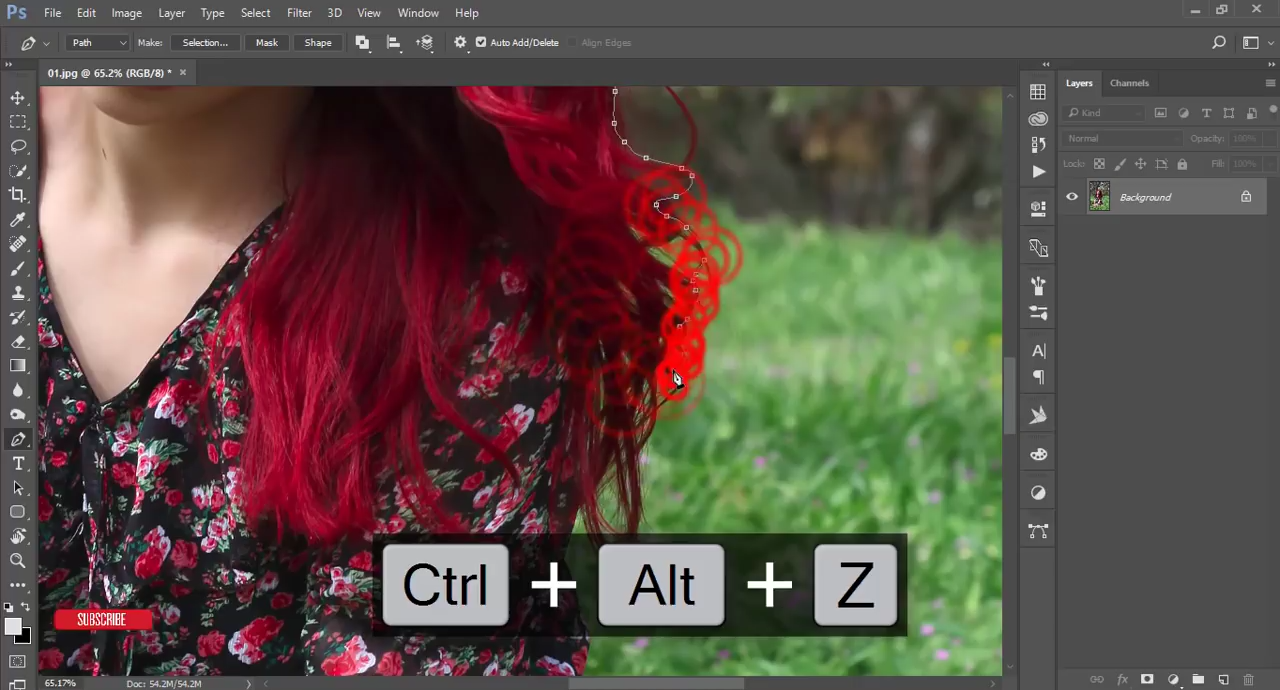 Ps File Edit Image Layer Type Select Filter 3D View Window Help
Path Make: Selection... Mask Shape Auto Add/Delete Align Edges
01.jpg @ 65.2% (RGB/8) * ×
Layers Channels
Kind
Normal Opacity: 100%
Lock: Fill: 100%
Background
Ctrl + Alt + Z
SUBSCRIBE
65.17% Doc: 54.2M/54.2M